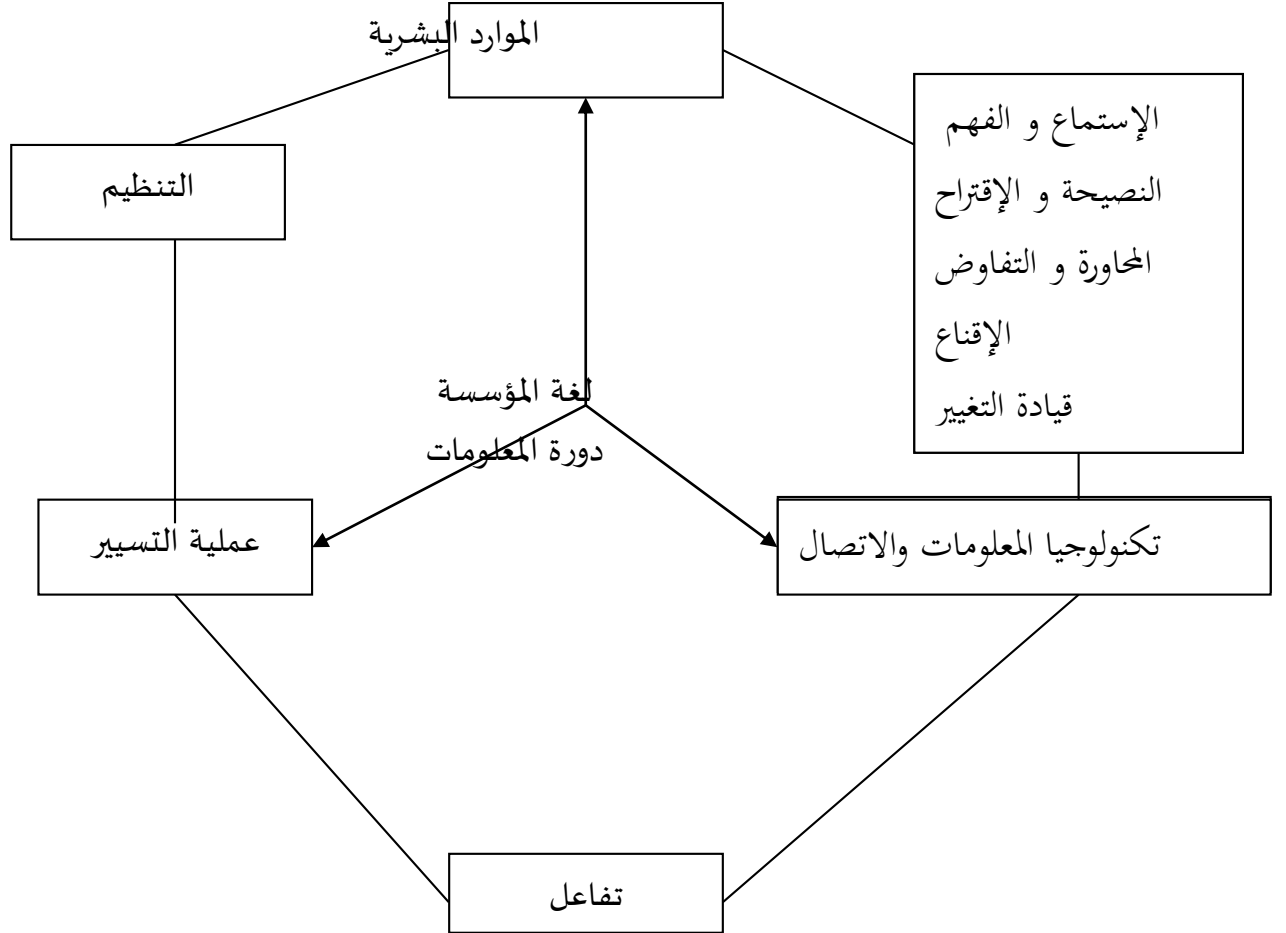 الموارد البشرية
الإستماع و الفهم
النصيحة و الإقتراح
المحاورة و التفاوض
الإقناع
قيادة التغيير
التنظيم
لغة المؤسسة
دورة المعلومات
تكنولوجيا المعلومات والاتصال
عملية التسيير
تفاعل